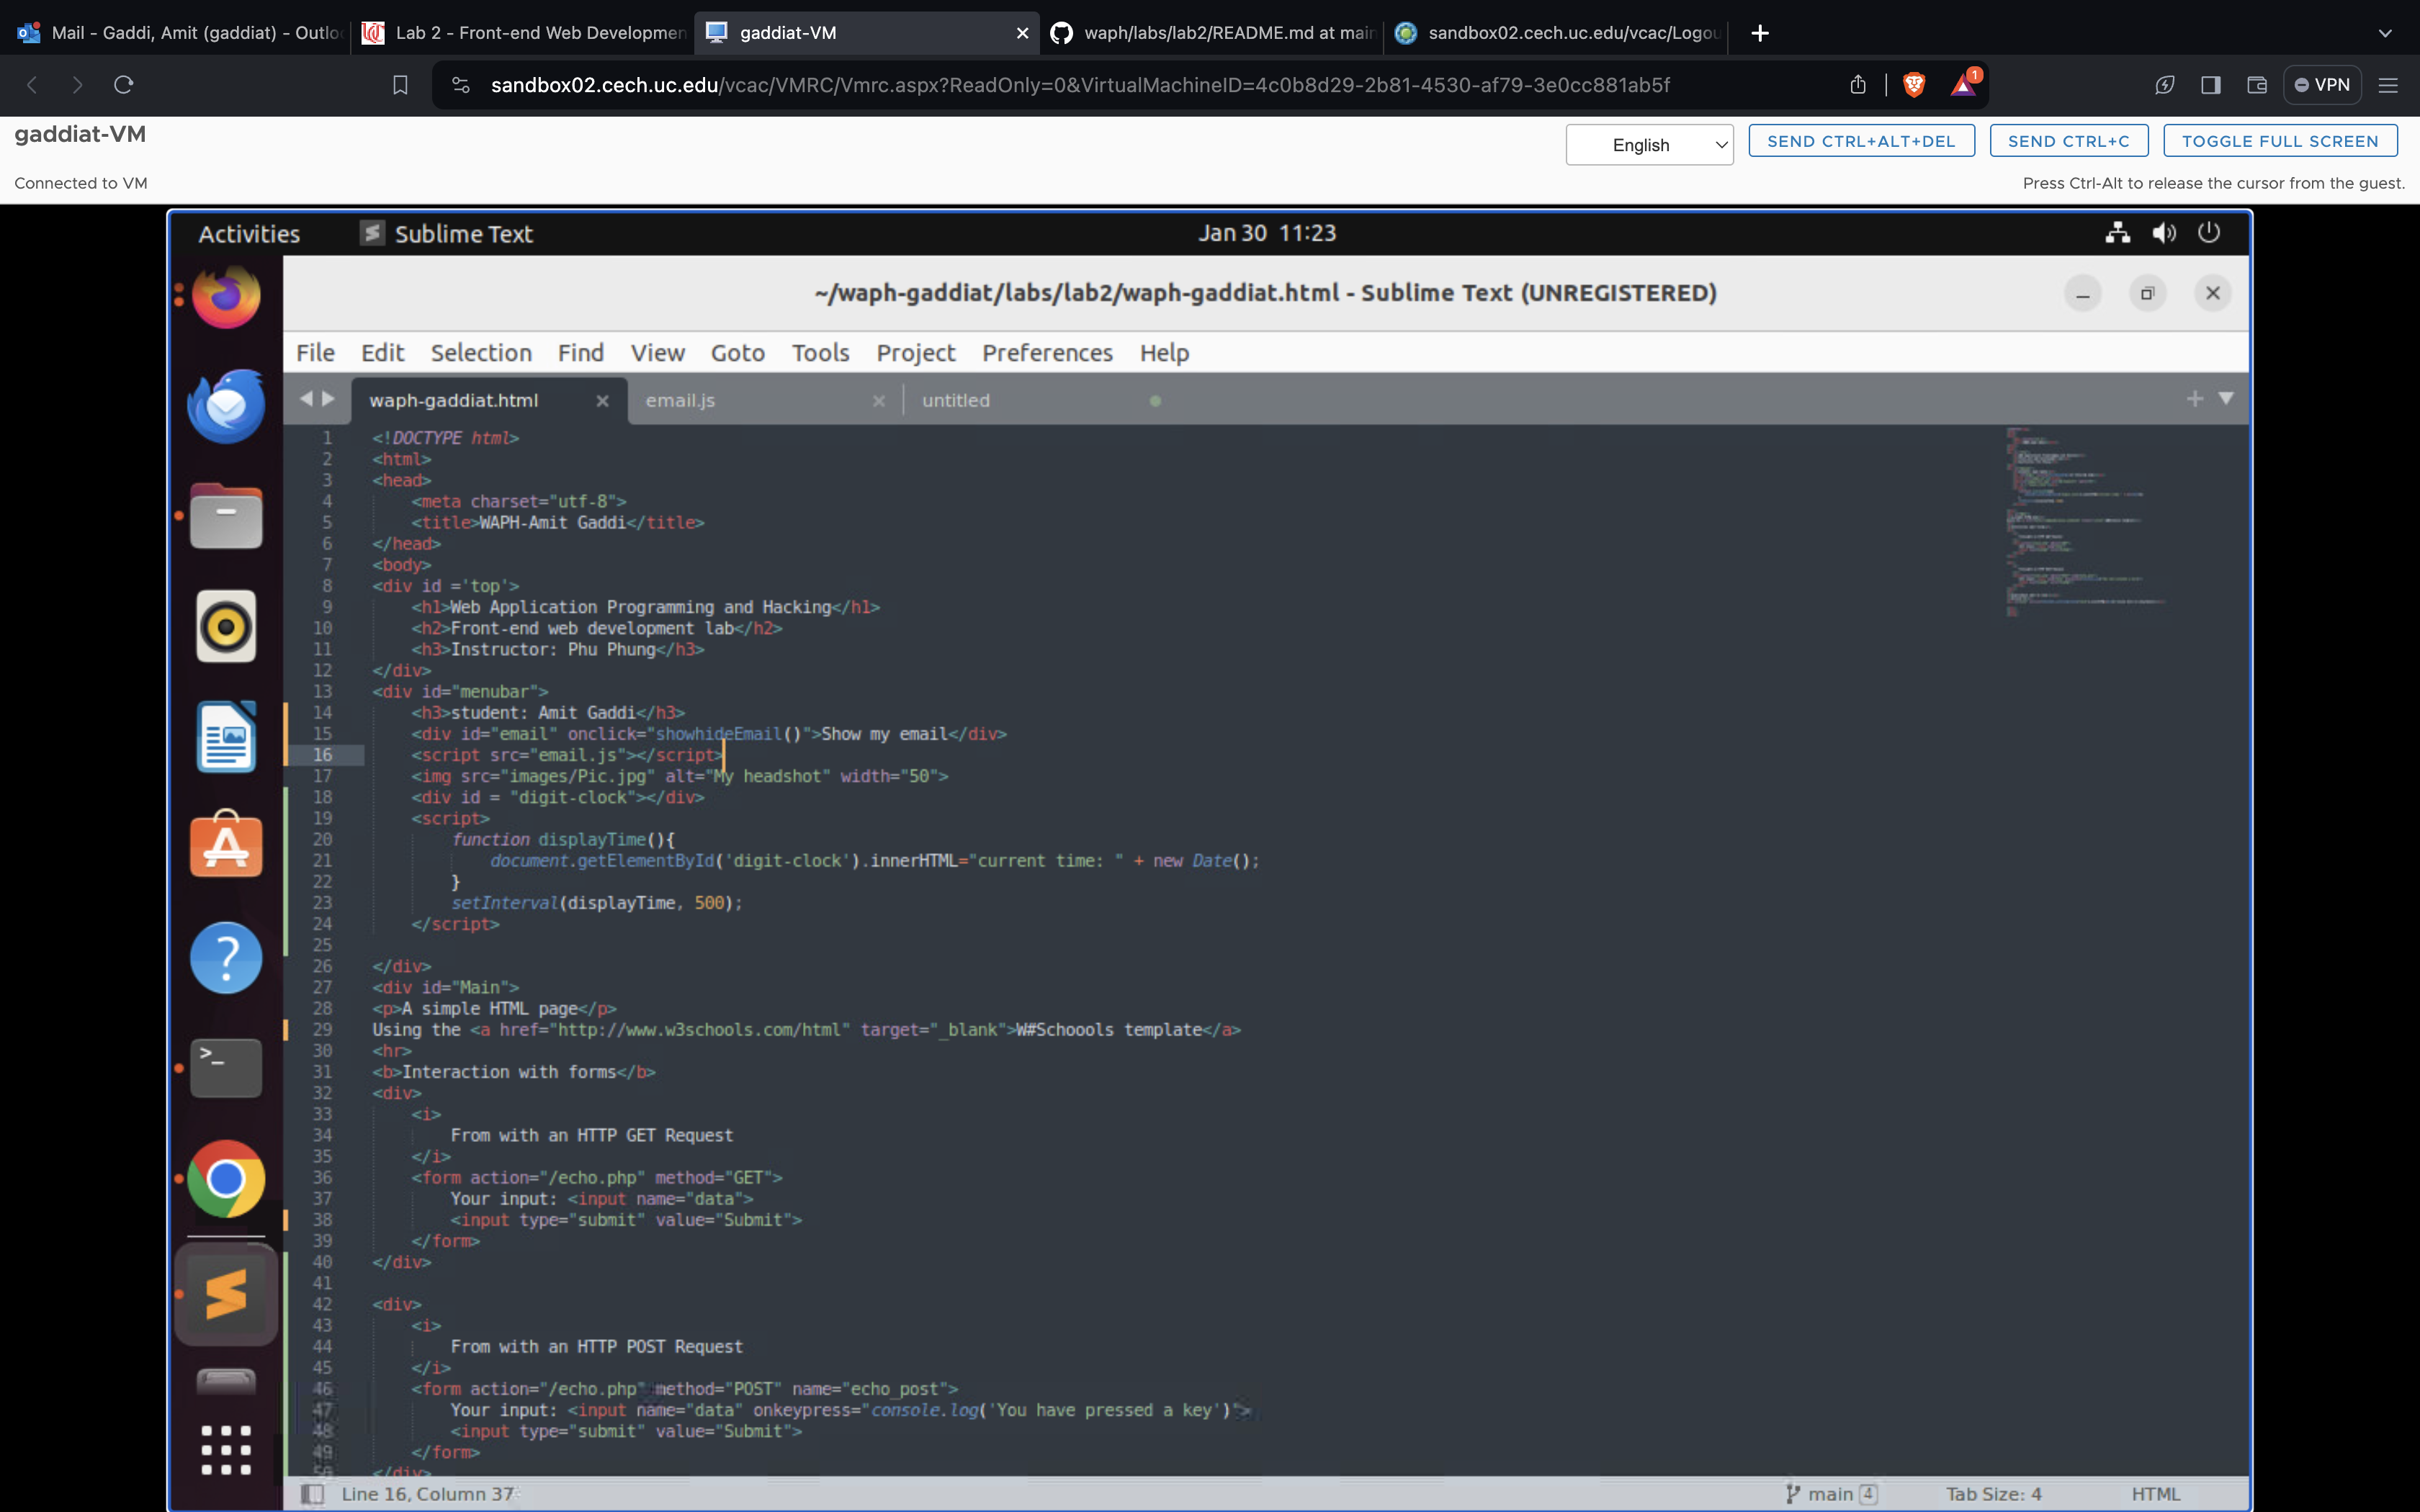 Mail - Gaddi, Amit (gaddiat) - Outlo
Lab 2 - Front-end Web Developmen
gaddiat-VM
waph/labs/lab2/README.md at main
sandbox02.cech.uc.edu/vcac/Logou
sandbox02.cech.uc.edu/vcac/VMRC/Vmrc.aspx?ReadOnly=0&VirtualMachineID=4c0b8d29-2b81-4530-af79-3e0cc881ab5f
1
VPN
gaddiat-VM
English
SEND CTRL+ALT+DEL
SEND CTRL+C
TOGGLE FULL SCREEN
Connected to VM
Press Ctrl-Alt to release the cursor from the guest.
Activities
Sublime Text
Jan 30 11:23
~/waph-gaddiat/labs/lab2/waph-gaddiat.html - Sublime Text (UNREGISTERED)
File Edit Selection Find View Goto Tools Project Preferences Help
waph-gaddiat.html
email.js
untitled
1 <!DOCTYPE html>
2 <html>
3 <head>
4 <meta charset="utf-8">
5 <title>WAPH-Amit Gaddi</title>
6 </head>
7 <body>
8 <div id ='top'>
9 <h1>Web Application Programming and Hacking</h1>
10 <h2>Front-end web development lab</h2>
11 <h3>Instructor: Phu Phung</h3>
12 </div>
13 <div id="menubar">
14 <h3>student: Amit Gaddi</h3>
15 <div id="email" onclick="showhideEmail()">Show my email</div>
16 <script src="email.js"></script>
17 <img src="images/Pic.jpg" alt="My headshot" width="50">
18 <div id = "digit-clock"></div>
19 <script>
20 function displayTime(){
21 document.getElementById('digit-clock').innerHTML="current time: " + new Date();
22 }
23 setInterval(displayTime, 500);
24 </script>
25
26 </div>
27 <div id="Main">
28 <p>A simple HTML page</p>
29 Using the <a href="http://www.w3schools.com/html" target="_blank">W#Schoools template</a>
30 <hr>
31 <b>Interaction with forms</b>
32 <div>
33 <i>
34 From with an HTTP GET Request
35 </i>
36 <form action="/echo.php" method="GET">
37 Your input: <input name="data">
38 <input type="submit" value="Submit">
39 </form>
40 </div>
41
42 <div>
43 <i>
44 From with an HTTP POST Request
45 </i>
46 <form action="/echo.php" method="POST" name="echo_post">
47 Your input: <input name="data" onkeypress="console.log('You have pressed a key')">
48 <input type="submit" value="Submit">
49 </form>
50 </div>
Line 16, Column 37
main 4
Tab Size: 4
HTML